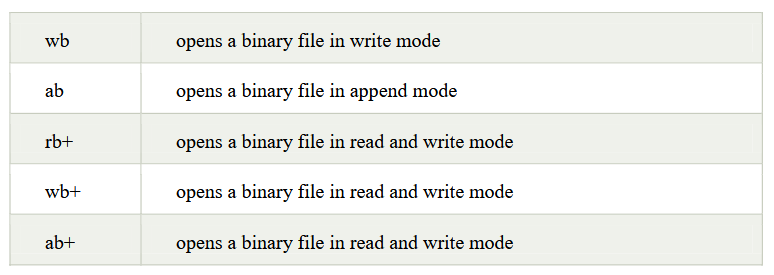 wb opens a binary file in write mode
ab opens a binary file in append mode
rb+ opens a binary file in read and write mode
wb+ opens a binary file in read and write mode
ab+ opens a binary file in read and write mode